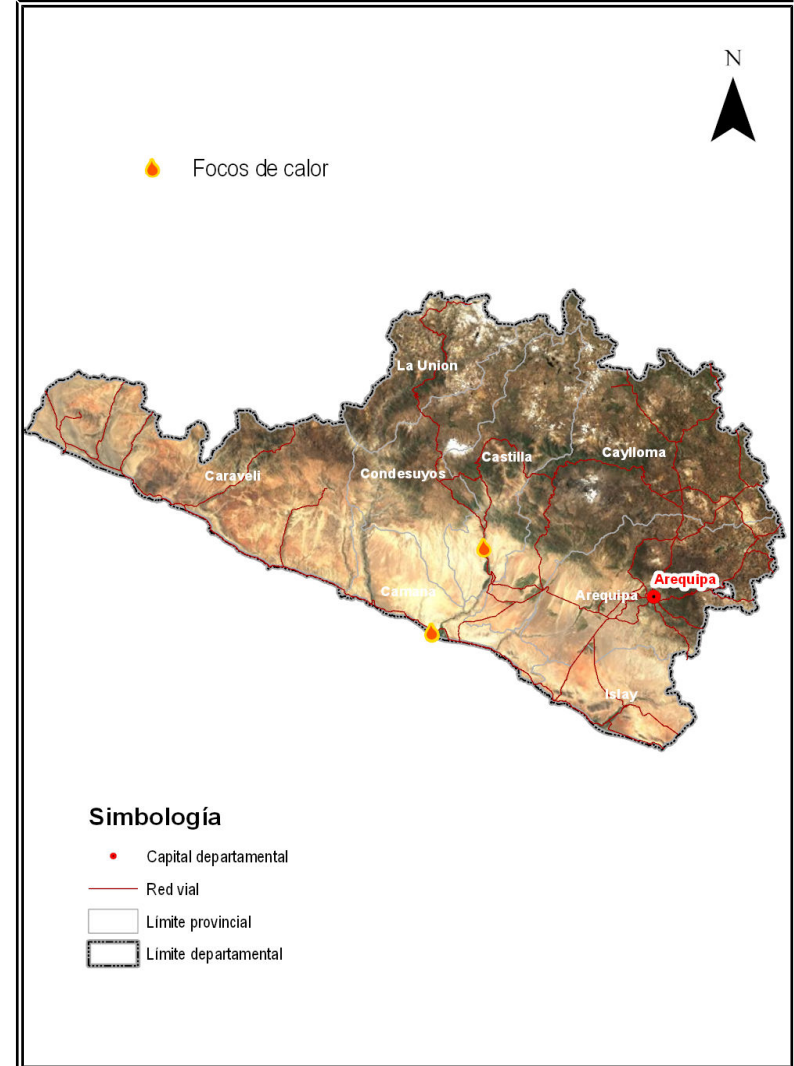 N
Focos de calor
La Union
Castilla
Caylloma
Condesuyos
Caraveli
Arequipa
Camana
Arequipa
Islay
Simbología
Capital departamental
Red vial
Límite provincial
Límite departamental